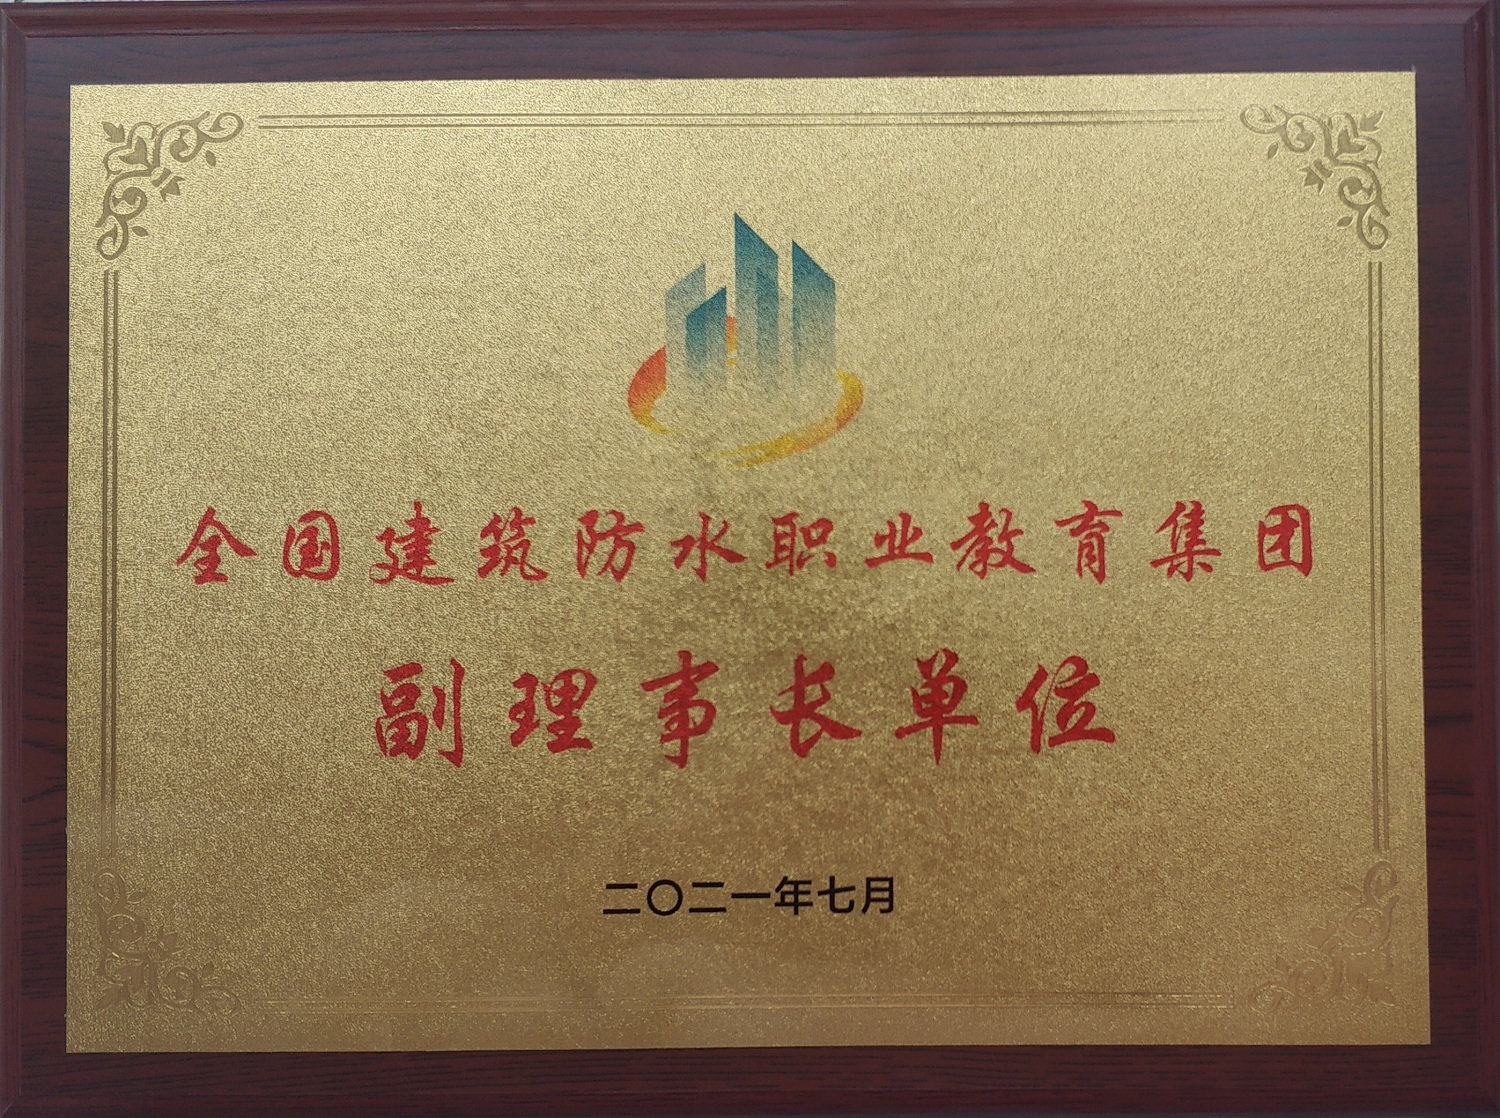 全国建筑防水职业教育集团
副理事长单位
二〇二一年七月